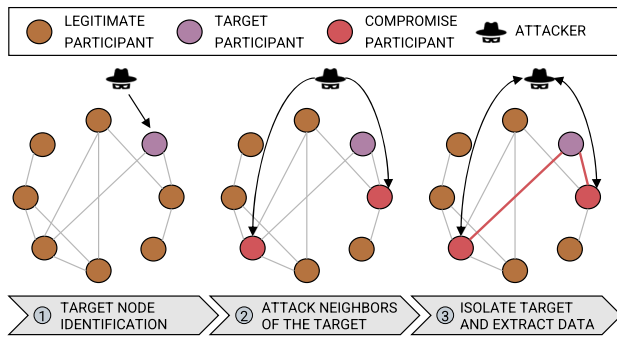 LEGITIMATE
PARTICIPANT
TARGET
PARTICIPANT
COMPROMISE
PARTICIPANT
ATTACKER
1 TARGET NODE
IDENTIFICATION
2 ATTACK NEIGHBORS
OF THE TARGET
3 ISOLATE TARGET
AND EXTRACT DATA